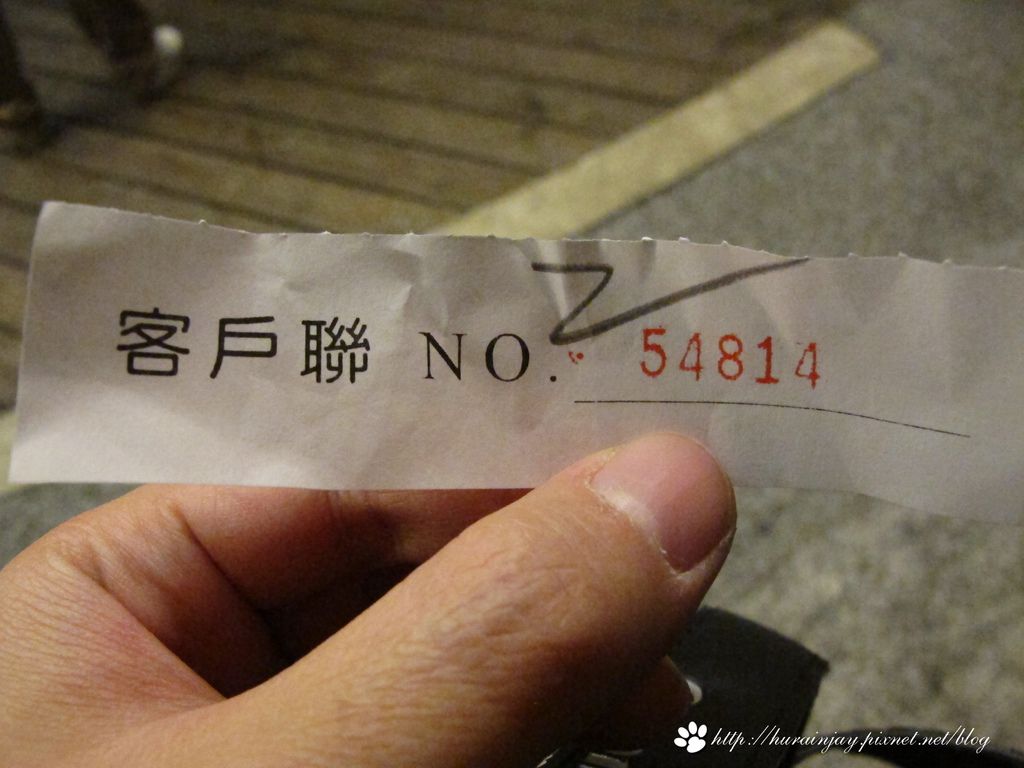 客戶聯 NO. 54814
http://hurainjay.pixnet.net/blog